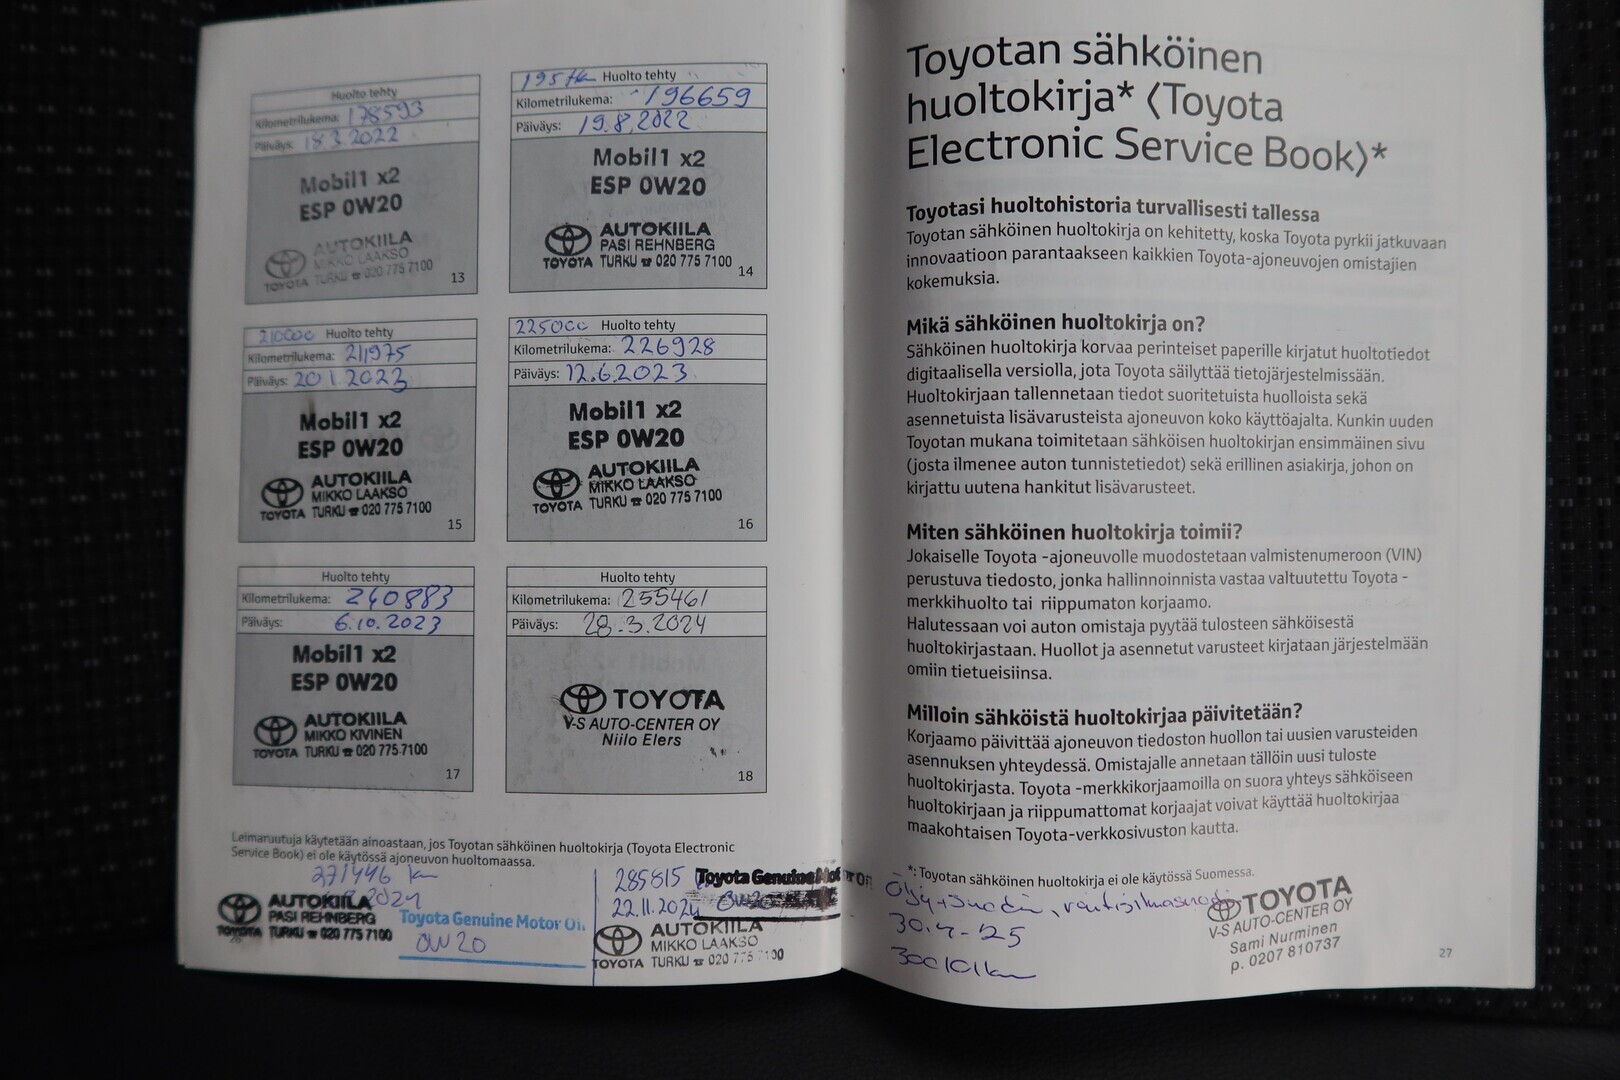 Huolto tehty
Kilometrilukema: 178593
Päiväys: 18.3.2022
Mobil1 x2
ESP 0W20
AUTOKIILA
MIKKO LAAKSO
TOYOTA TURKU ☎ 020 775 7100
13
195tkm Huolto tehty
Kilometrilukema: 196659
Päiväys: 19.8.2022
Mobil1 x2
ESP 0W20
AUTOKIILA
PASI REHNBERG
TOYOTA TURKU ☎ 020 775 7100
14
210000 Huolto tehty
Kilometrilukema: 211975
Päiväys: 20.1.2023
Mobil1 x2
ESP 0W20
AUTOKIILA
MIKKO LAAKSO
TOYOTA TURKU ☎ 020 775 7100
15
225000 Huolto tehty
Kilometrilukema: 226928
Päiväys: 12.6.2023
Mobil1 x2
ESP 0W20
AUTOKIILA
MIKKO LAAKSO
TOYOTA TURKU ☎ 020 775 7100
16
Huolto tehty
Kilometrilukema: 240883
Päiväys: 6.10.2023
Mobil1 x2
ESP 0W20
AUTOKIILA
MIKKO KIVINEN
TOYOTA TURKU ☎ 020 775 7100
17
Huolto tehty
Kilometrilukema: 255461
Päiväys: 28.3.2024
TOYOTA
V-S AUTO-CENTER OY
Niilo Elers
18
Leimaruutuja käytetään ainoastaan, jos Toyotan sähköinen huoltokirja (Toyota Electronic
Service Book) ei ole käytössä ajoneuvon huoltomaassa.
271446 km
2024
AUTOKIILA
PASI REHNBERG
TOYOTA TURKU ☎ 020 775 7100
26
Toyota Genuine Motor Oil
0W20
285815
22.11.2024
Toyota Genuine Motor Oil
0W20
AUTOKIILA
MIKKO LAAKSO
TOYOTA TURKU ☎ 020 775 7100
Toyotan sähköinen
huoltokirja* (Toyota
Electronic Service Book)*
Toyotasi huoltohistoria turvallisesti tallessa
Toyotan sähköinen huoltokirja on kehitetty, koska Toyota pyrkii jatkuvaan
innovaatioon parantaakseen kaikkien Toyota-ajoneuvojen omistajien
kokemuksia.
Mikä sähköinen huoltokirja on?
Sähköinen huoltokirja korvaa perinteiset paperille kirjatut huoltotiedot
digitaalisella versiolla, jota Toyota säilyttää tietojärjestelmissään.
Huoltokirjaan tallennetaan tiedot suoritetuista huolloista sekä
asennetuista lisävarusteista ajoneuvon koko käyttöajalta. Kunkin uuden
Toyotan mukana toimitetaan sähköisen huoltokirjan ensimmäinen sivu
(josta ilmenee auton tunnistetiedot) sekä erillinen asiakirja, johon on
kirjattu uutena hankitut lisävarusteet.
Miten sähköinen huoltokirja toimii?
Jokaiselle Toyota -ajoneuvolle muodostetaan valmistenumeroon (VIN)
perustuva tiedosto, jonka hallinnoinnista vastaa valtuutettu Toyota -
merkkihuolto tai riippumaton korjaamo.
Halutessaan voi auton omistaja pyytää tulosteen sähköisestä
huoltokirjastaan. Huollot ja asennetut varusteet kirjataan järjestelmään
omiin tietueisiinsa.
Milloin sähköistä huoltokirjaa päivitetään?
Korjaamo päivittää ajoneuvon tiedoston huollon tai uusien varusteiden
asennuksen yhteydessä. Omistajalle annetaan tällöin uusi tuloste
huoltokirjasta. Toyota -merkkikorjaamoilla on suora yhteys sähköiseen
huoltokirjaan ja riippumattomat korjaajat voivat käyttää huoltokirjaa
maakohtaisen Toyota-verkkosivuston kautta.
*: Toyotan sähköinen huoltokirja ei ole käytössä Suomessa.
Öljy+suodin, raitisilmasuodin
30.4-25
300101km
TOYOTA
V-S AUTO-CENTER OY
Sami Nurminen
p. 0207 810737
27